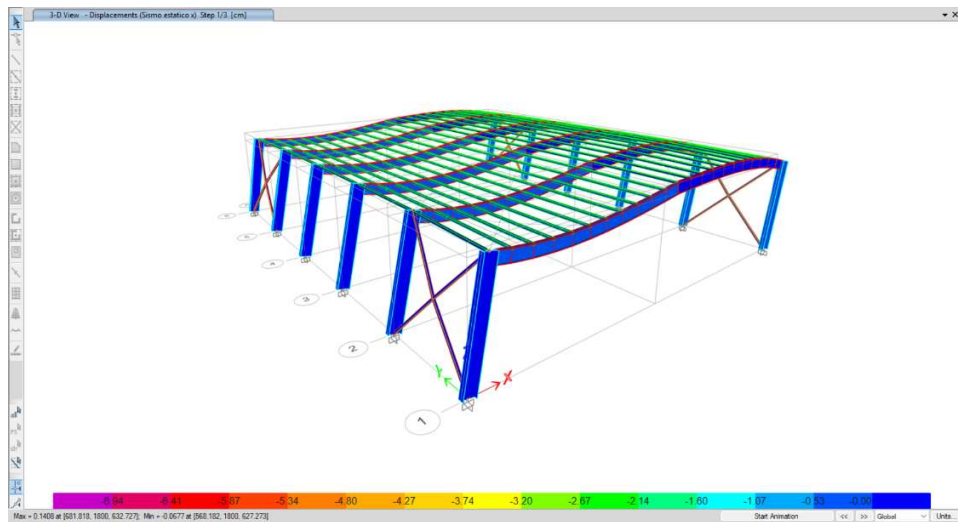 3-D View - Displacements (Sismo estatico x) Step 1/3 [cm]
3
2
1
Y X
-6.94 -6.41 -5.87 -5.34 -4.80 -4.27 -3.74 -3.20 -2.67 -2.14 -1.60 -1.07 -0.53 -0.00
Max = 0.1408 at [681.818, 1800, 632.727]; Min = -0.0677 at [568.182, 1800, 627.273] Start Animation << >> Global Units...